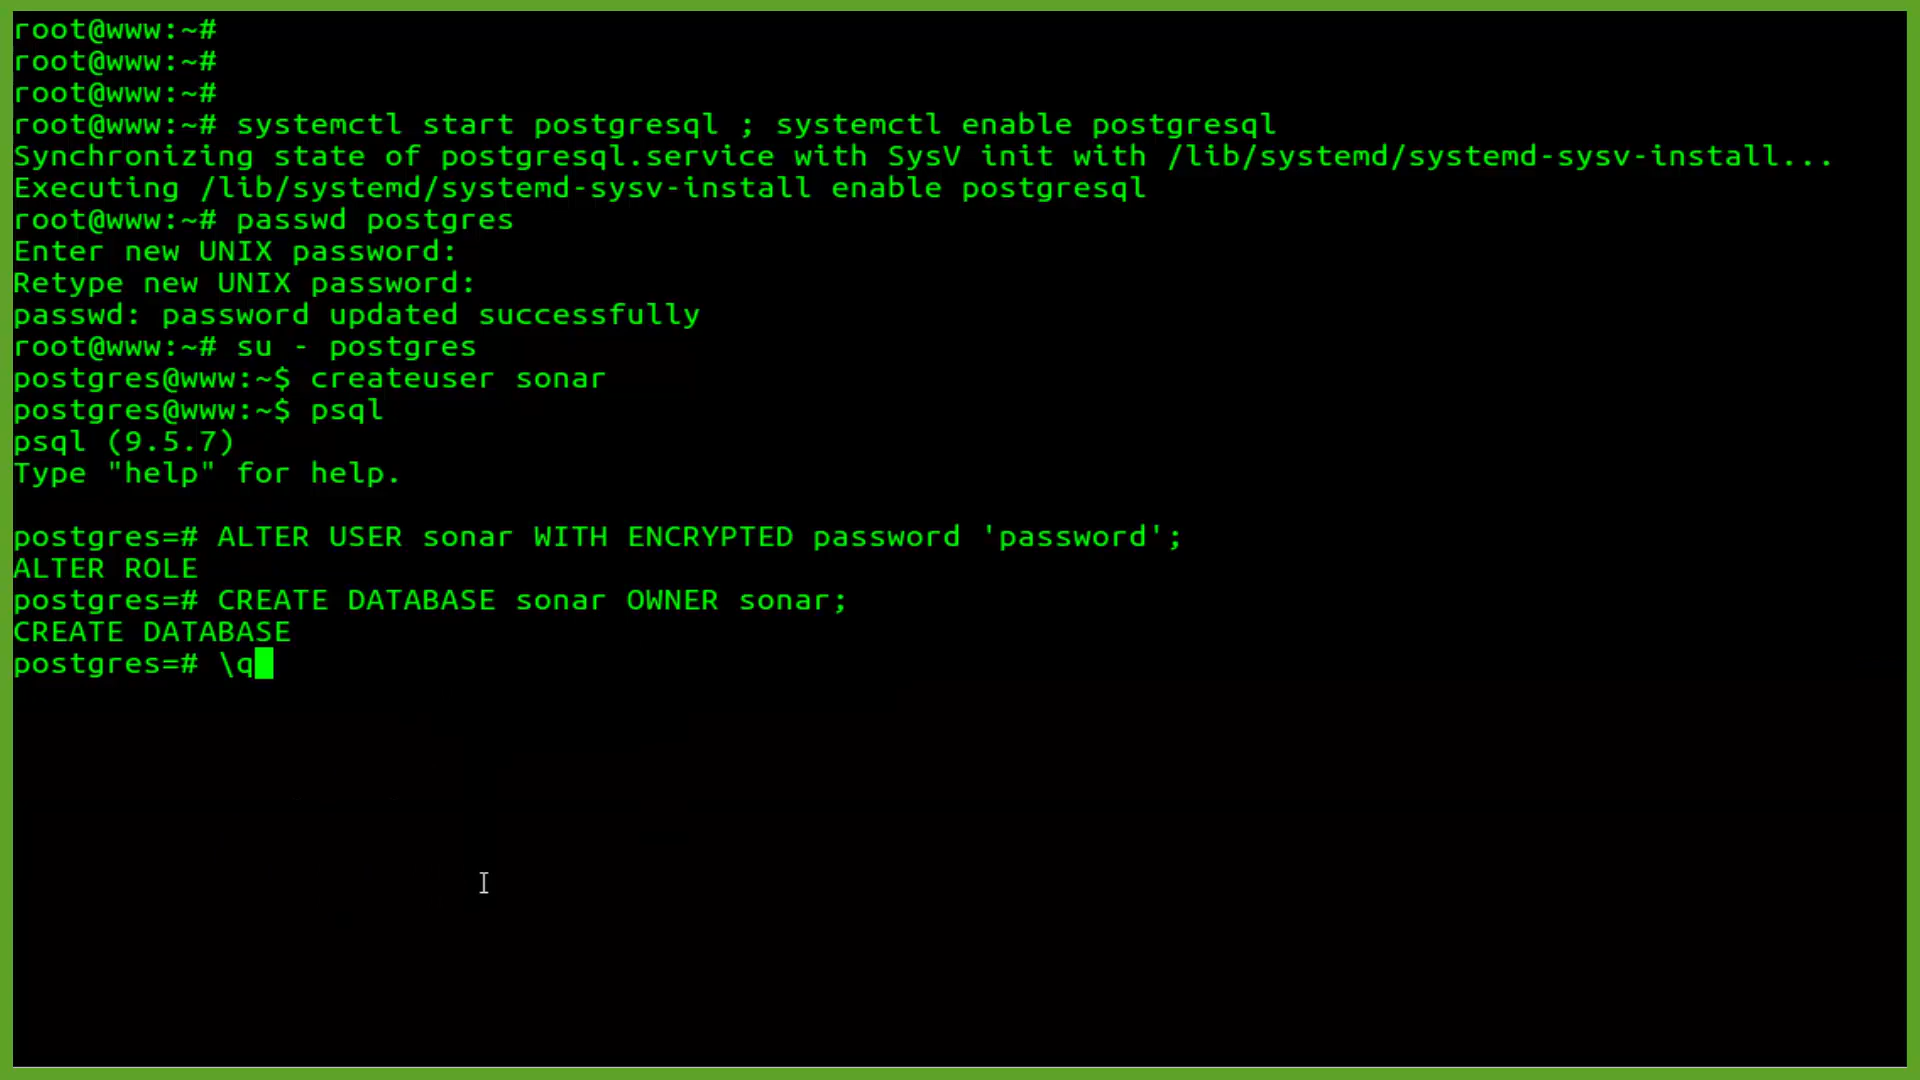 root@www:~#
root@www:~#
root@www:~#
root@www:~# systemctl start postgresql ; systemctl enable postgresql
Synchronizing state of postgresql.service with SysV init with /lib/systemd/systemd-sysv-install...
Executing /lib/systemd/systemd-sysv-install enable postgresql
root@www:~# passwd postgres
Enter new UNIX password:
Retype new UNIX password:
passwd: password updated successfully
root@www:~# su - postgres
postgres@www:~$ createuser sonar
postgres@www:~$ psql
psql (9.5.7)
Type "help" for help.
postgres=# ALTER USER sonar WITH ENCRYPTED password 'password';
ALTER ROLE
postgres=# CREATE DATABASE sonar OWNER sonar;
CREATE DATABASE
postgres=# \q